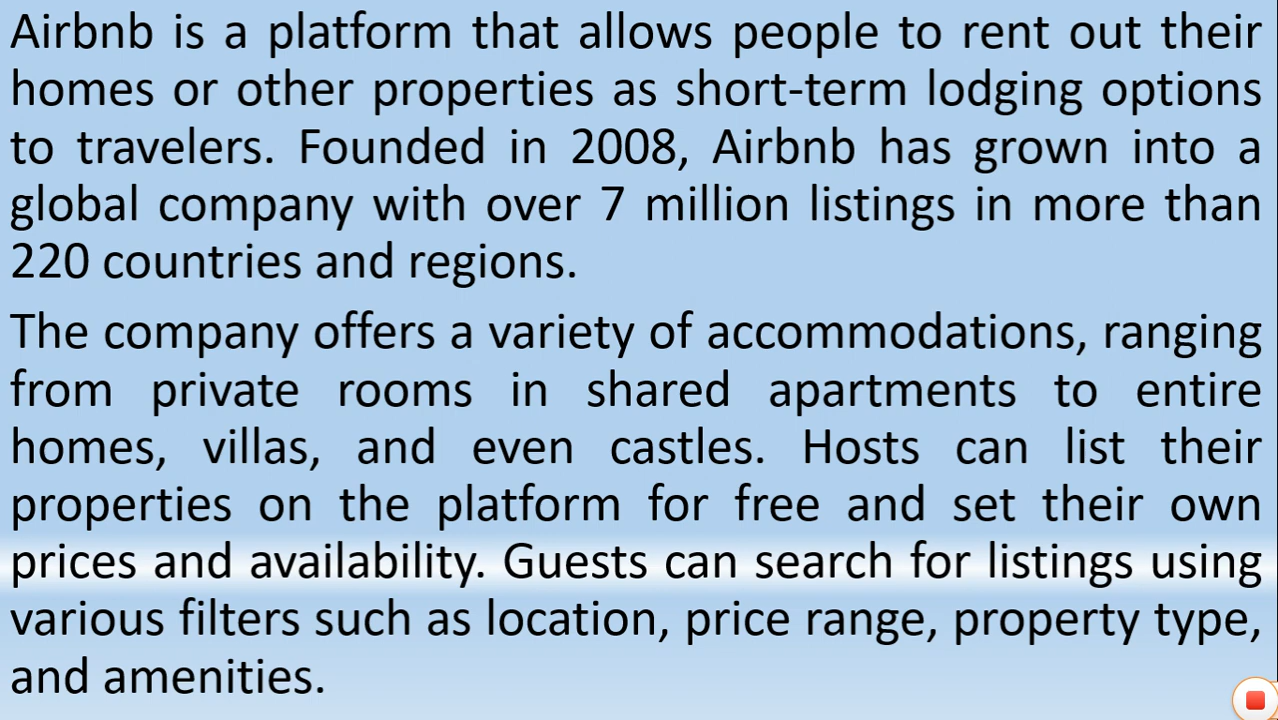 Airbnb is a platform that allows people to rent out their
homes or other properties as short-term lodging options
to travelers. Founded in 2008, Airbnb has grown into a
global company with over 7 million listings in more than
220 countries and regions.
The company offers a variety of accommodations, ranging
from private rooms in shared apartments to entire
homes, villas, and even castles. Hosts can list their
properties on the platform for free and set their own
prices and availability. Guests can search for listings using
various filters such as location, price range, property type,
and amenities.